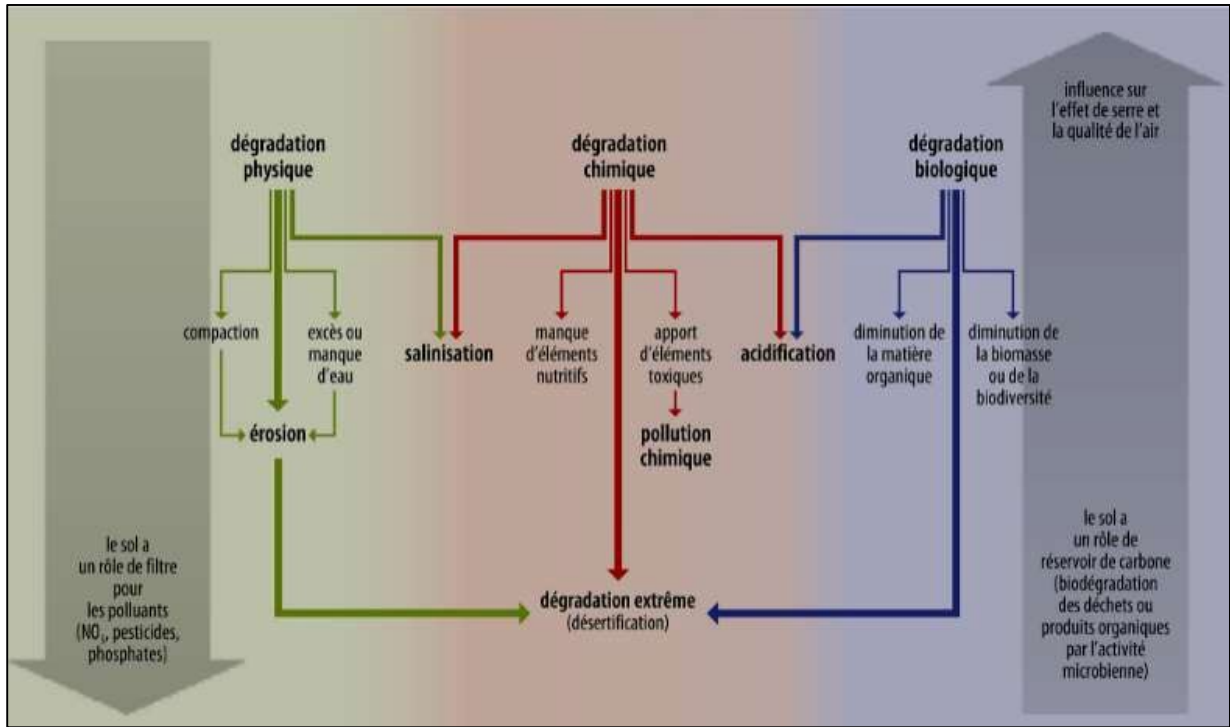 influence sur
l'effet de serre et
la qualité de l'air
dégradation
physique
dégradation
chimique
dégradation
biologique
compaction
excès ou
manque
d'eau
salinisation
manque
d'éléments
nutritifs
apport
d'éléments
toxiques
acidification
diminution de
la matière
organique
diminution de
la biomasse
ou de la
biodiversité
érosion
pollution
chimique
le sol a
un rôle de filtre
pour
les polluants
(NO₃, pesticides,
phosphates)
dégradation extrême
(désertification)
le sol a
un rôle de
réservoir de carbone
(biodégradation
des déchets ou
produits organiques
par l'activité
microbienne)